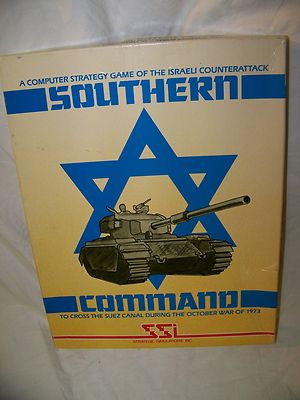 A COMPUTER STRATEGY GAME OF THE ISRAELI COUNTERATTACK
SOUTHERN
COMMAND
TO CROSS THE SUEZ CANAL DURING THE OCTOBER WAR OF 1973
SSI
STRATEGIC SIMULATIONS INC